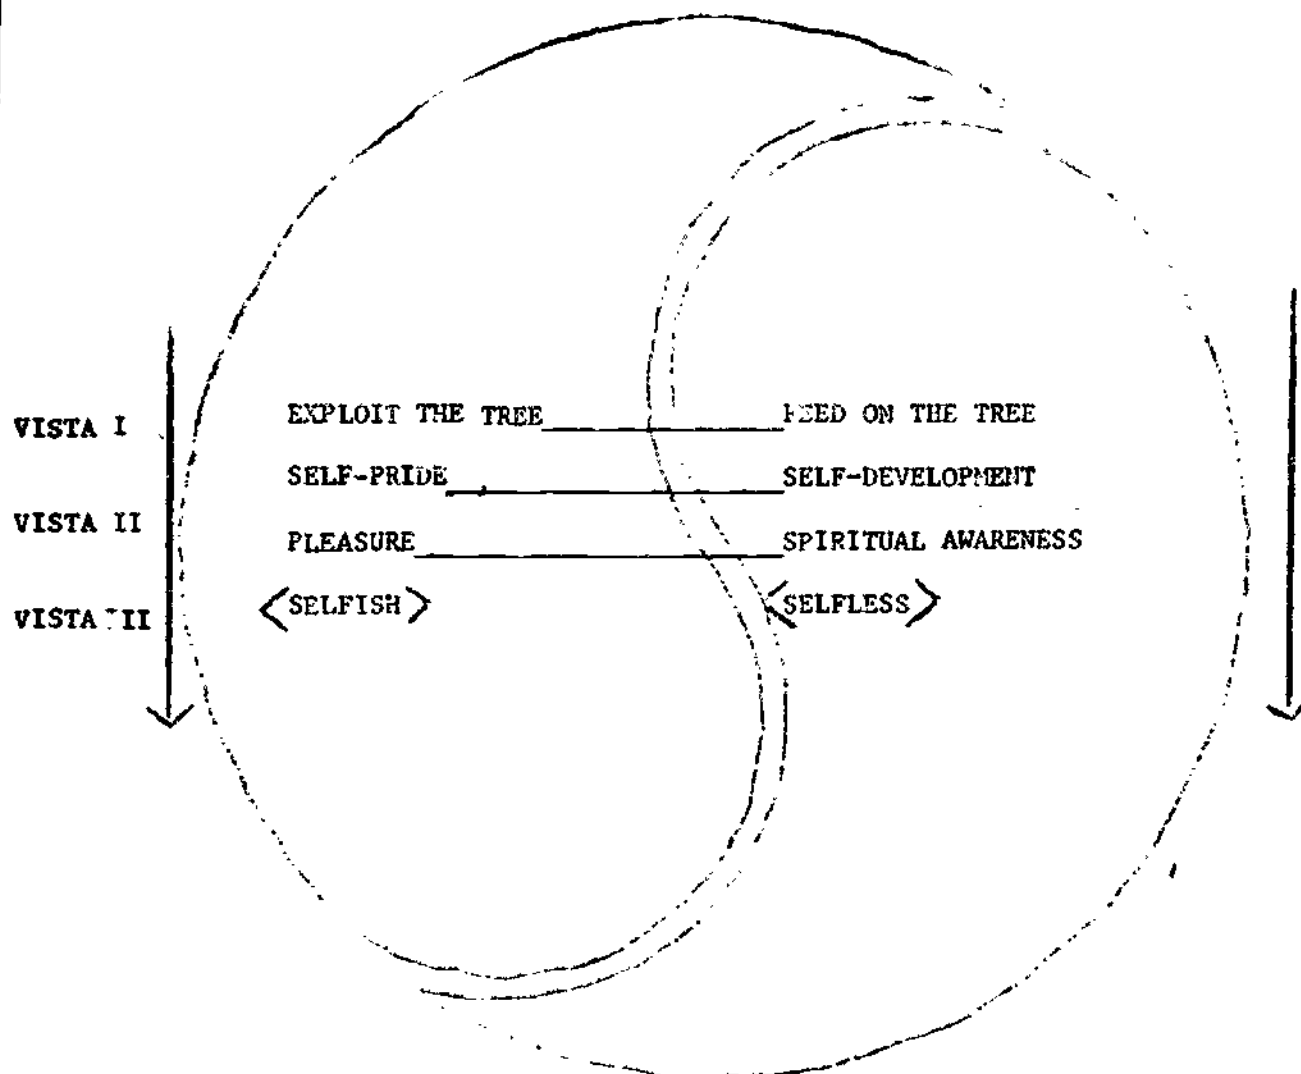 EXPLOIT THE TREE FEED ON THE TREE
VISTA I
SELF-PRIDE SELF-DEVELOPMENT
VISTA II
PLEASURE SPIRITUAL AWARENESS
<SELFISH> <SELFLESS>
VISTA III